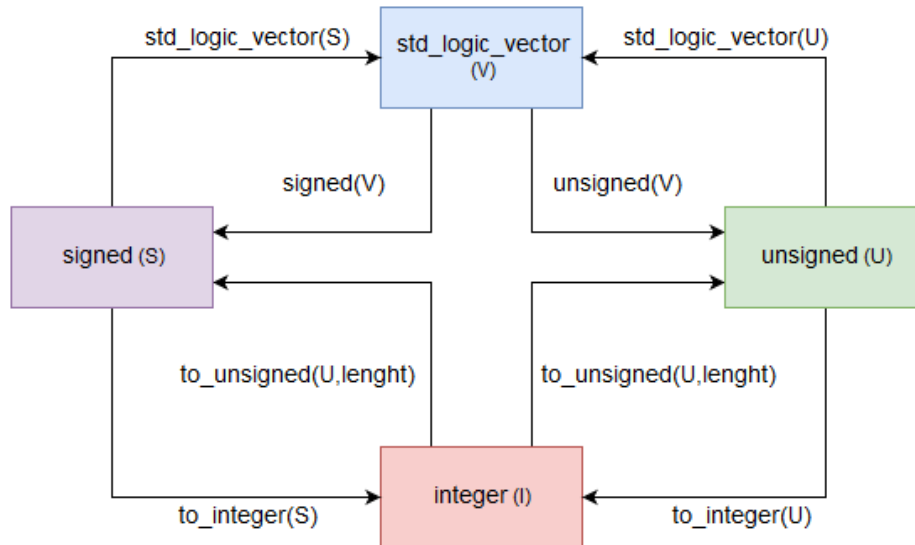 std_logic_vector(S)
std_logic_vector
(V)
std_logic_vector(U)
signed(V)
unsigned(V)
signed (S)
unsigned (U)
to_unsigned(U,lenght)
to_unsigned(U,lenght)
integer (I)
to_integer(S)
to_integer(U)